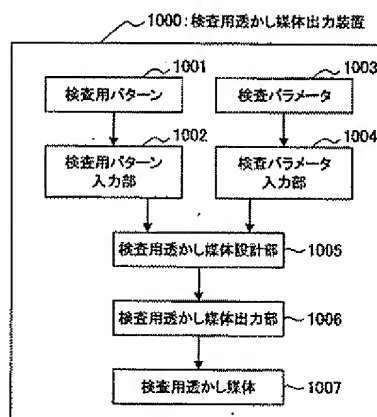 1000:検査用透かし媒体出力装置
1001
1003
検査用パターン
検査パラメータ
1002
1004
検査用パターン
入力部
検査パラメータ
入力部
検査用透かし媒体設計部
1005
検査用透かし媒体出力部
1006
検査用透かし媒体
1007